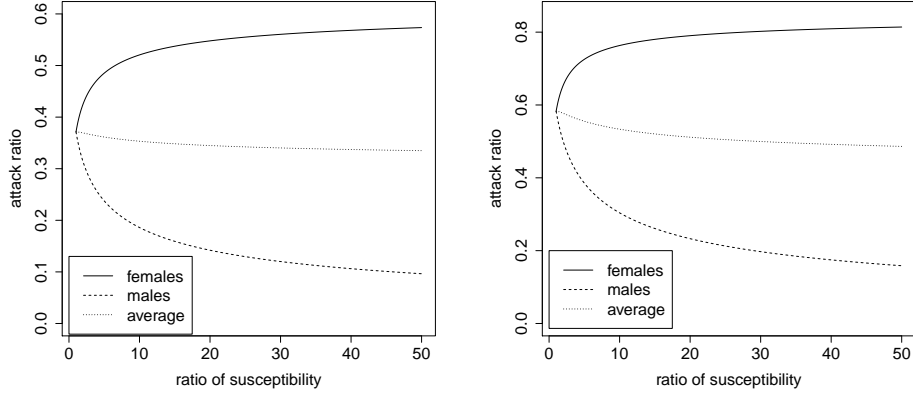 attack ratio
0.0 0.1 0.2 0.3 0.4 0.5 0.6
females
males
average
0 10 20 30 40 50
ratio of susceptibility
attack ratio
0.0 0.2 0.4 0.6 0.8
females
males
average
0 10 20 30 40 50
ratio of susceptibility